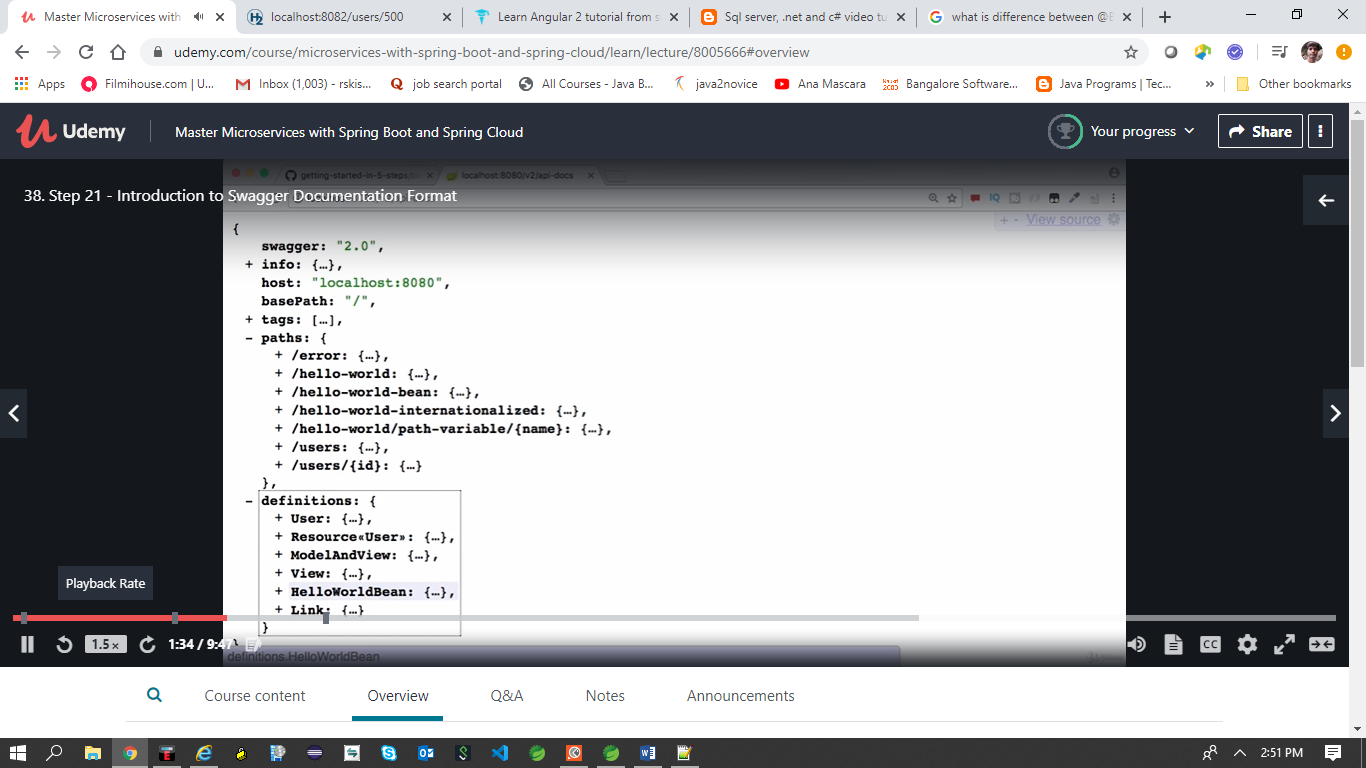 Master Microservices with
localhost:8082/users/500
Learn Angular 2 tutorial from s
Sql server, .net and c# video tu
what is difference between @B
udemy.com/course/microservices-with-spring-boot-and-spring-cloud/learn/lecture/8005666#overview
Apps
Filmihouse.com | U...
Inbox (1,003) - rskis...
job search portal
All Courses - Java B...
java2novice
Ana Mascara
Bangalore Software...
Java Programs | Tec...
»
Other bookmarks
Udemy
Master Microservices with Spring Boot and Spring Cloud
Your progress
Share
getting-started-in-5-steps/
localhost:8080/v2/api-docs
38. Step 21 - Introduction to Swagger Documentation Format
+ - View source
{
swagger: "2.0",
+ info: {…},
host: "localhost:8080",
basePath: "/",
+ tags: […],
- paths: {
+ /error: {…},
+ /hello-world: {…},
+ /hello-world-bean: {…},
+ /hello-world-internationalized: {…},
+ /hello-world/path-variable/{name}: {…},
+ /users: {…},
+ /users/{id}: {…}
},
- definitions: {
+ User: {…},
+ Resource«User»: {…},
+ ModelAndView: {…},
+ View: {…},
+ HelloWorldBean: {…},
+ Link: {…}
}
Playback Rate
1.5×
1:34 / 9:47
CC
definitions.HelloWorldBean
Course content
Overview
Q&A
Notes
Announcements
2:51 PM